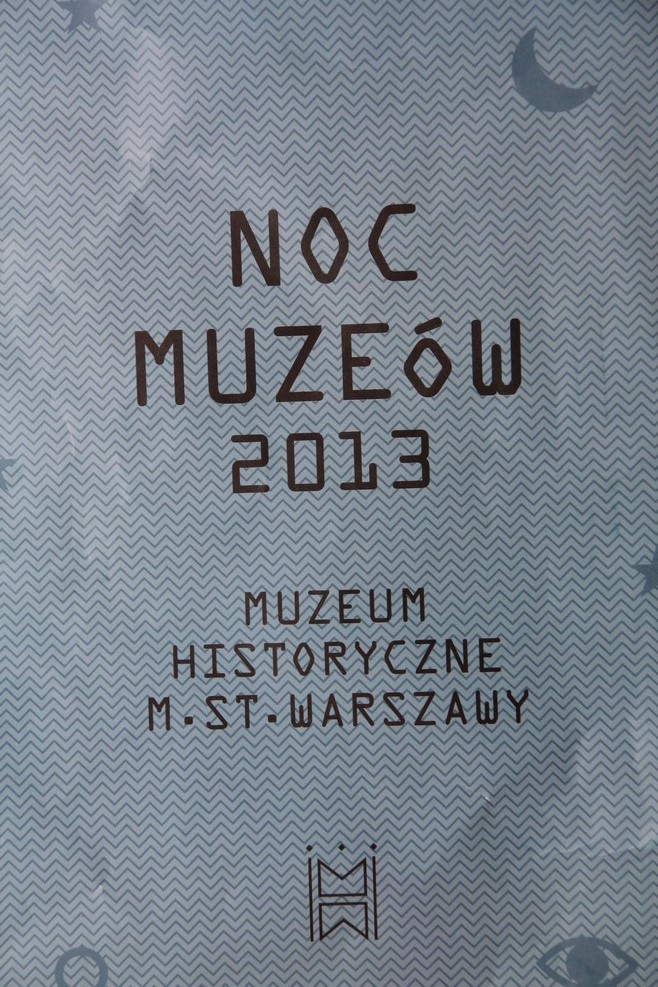 NOC
MUZEÓW
2013
MUZEUM
HISTORYCZNE
M.ST.WARSZAWY